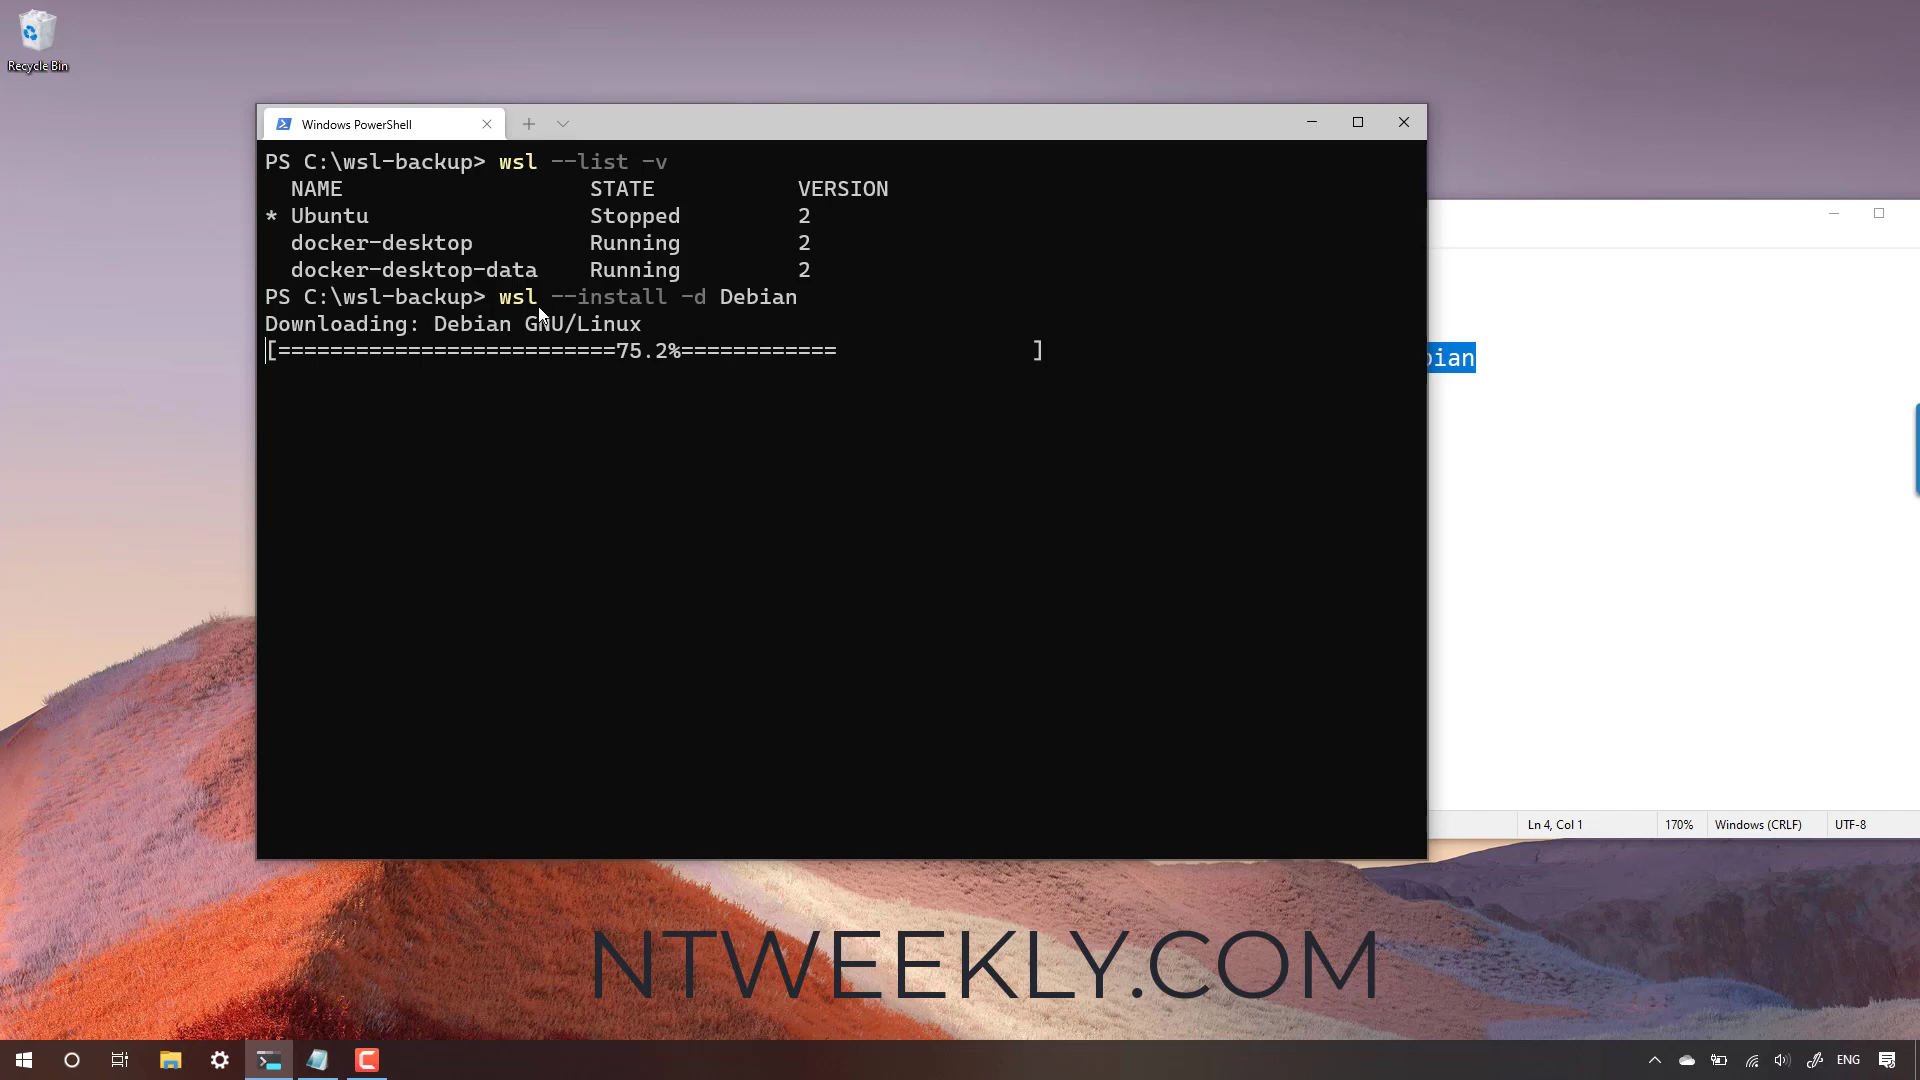 Recycle Bin
Windows PowerShell
PS C:\wsl-backup> wsl --list -v
NAME STATE VERSION
* Ubuntu Stopped 2
docker-desktop Running 2
docker-desktop-data Running 2
PS C:\wsl-backup> wsl --install -d Debian
Downloading: Debian GNU/Linux
[==========================75.2%============ ]
bian
Ln 4, Col 1 170% Windows (CRLF) UTF-8
NTWEEKLY.COM
ENG